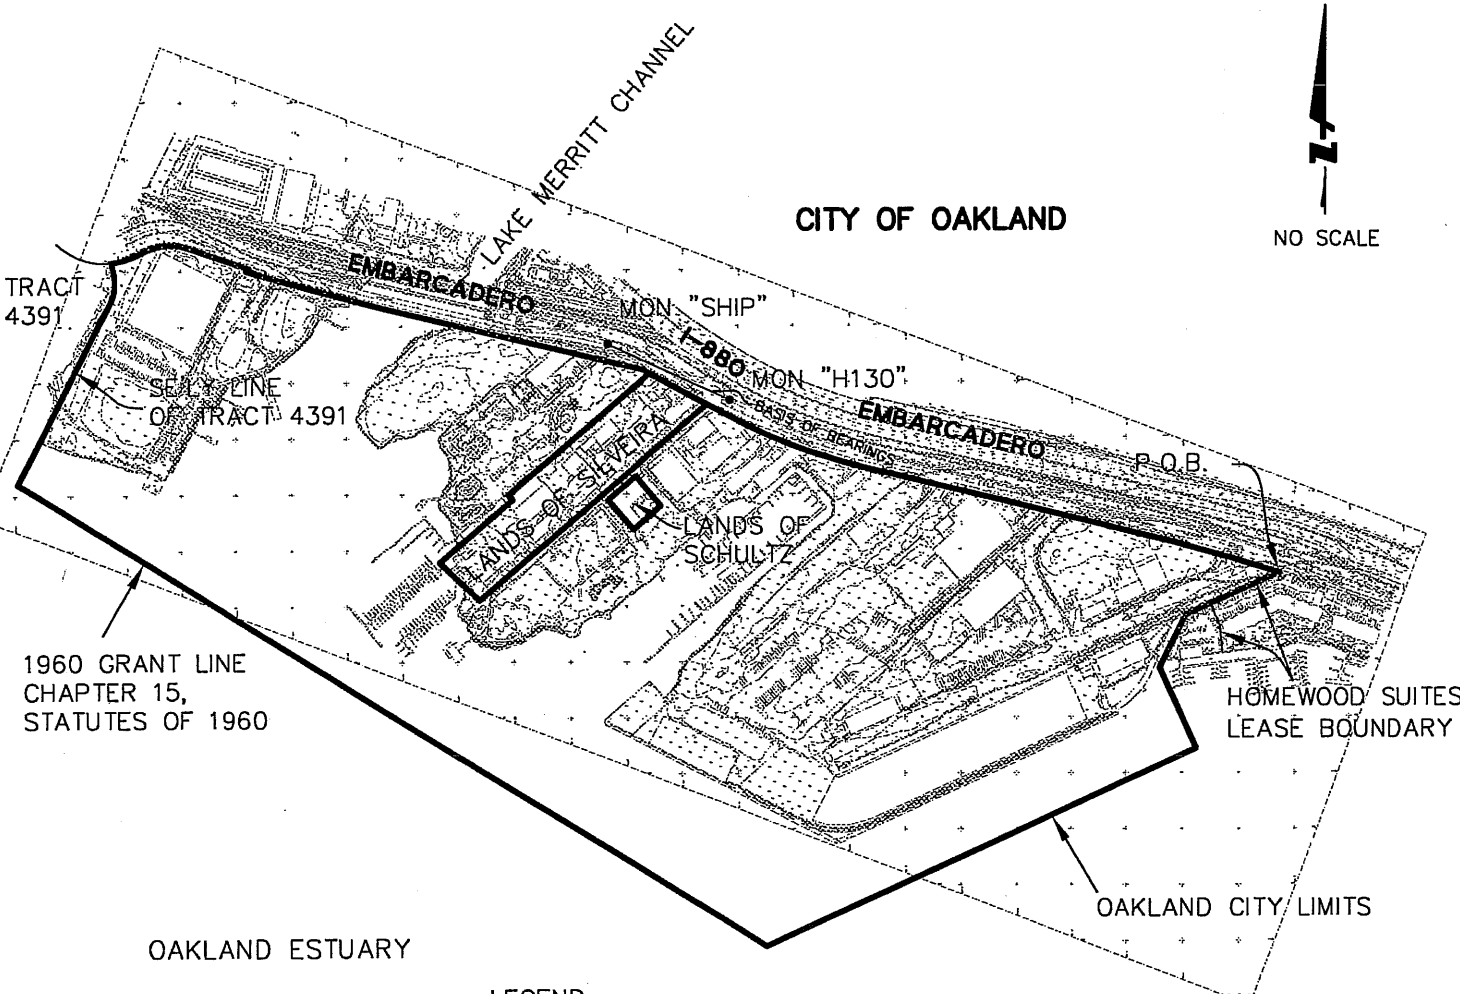 LAKE MERRITT CHANNEL
CITY OF OAKLAND
N
NO SCALE
TRACT
4391
EMBARCADERO
MON "SHIP"
I-880
MON "H130"
BASIS OF BEARINGS
EMBARCADERO
P.O.B.
SE'LY LINE
OF TRACT 4391
LANDS OF SILVEIRA
LANDS OF
SCHULTZ
1960 GRANT LINE
CHAPTER 15,
STATUTES OF 1960
HOMEWOOD SUITES
LEASE BOUNDARY
OAKLAND CITY LIMITS
OAKLAND ESTUARY
LEGEND